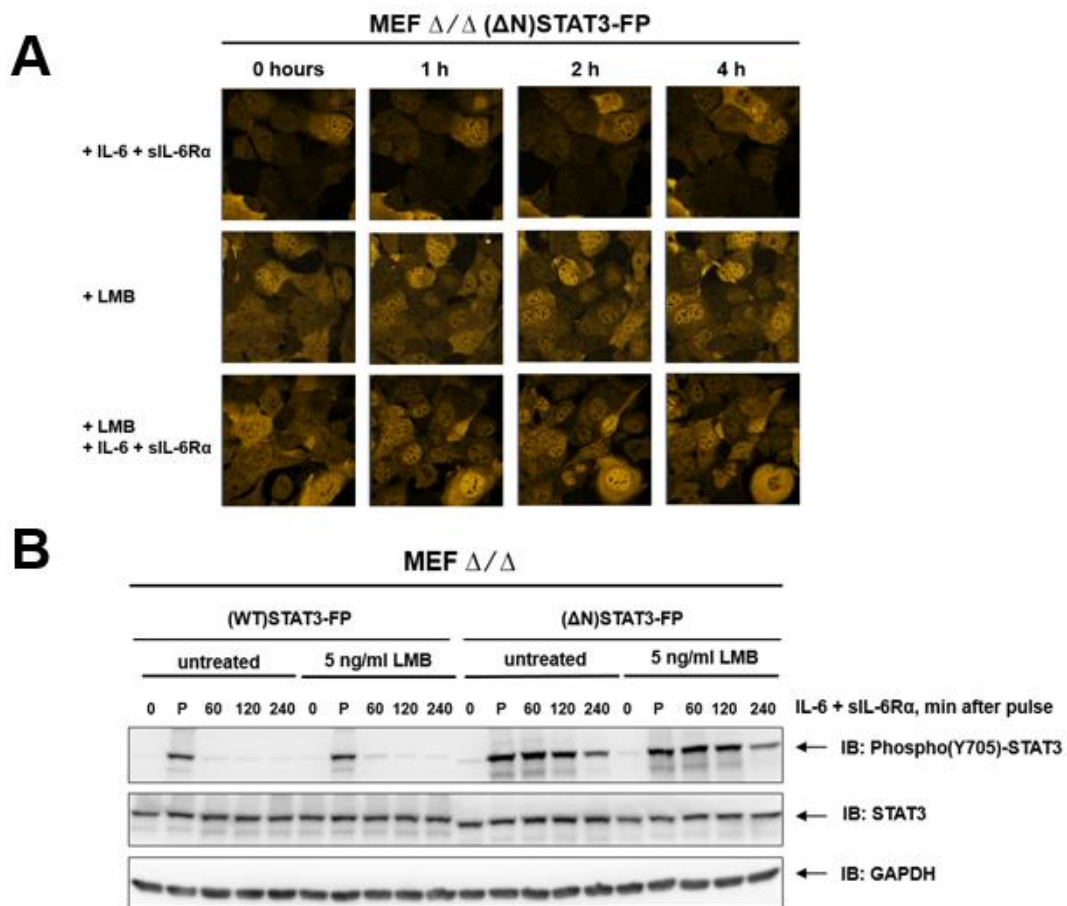 A
MEF Δ/Δ (ΔN)STAT3-FP
0 hours 1 h 2 h 4 h
+ IL-6 + sIL-6Rα
+ LMB
+ LMB
+ IL-6 + sIL-6Rα
B
MEF Δ/Δ
(WT)STAT3-FP (ΔN)STAT3-FP
untreated 5 ng/ml LMB untreated 5 ng/ml LMB
0 P 60 120 240 0 P 60 120 240 0 P 60 120 240 0 P 60 120 240 IL-6 + sIL-6Rα, min after pulse
IB: Phospho(Y705)-STAT3
IB: STAT3
IB: GAPDH